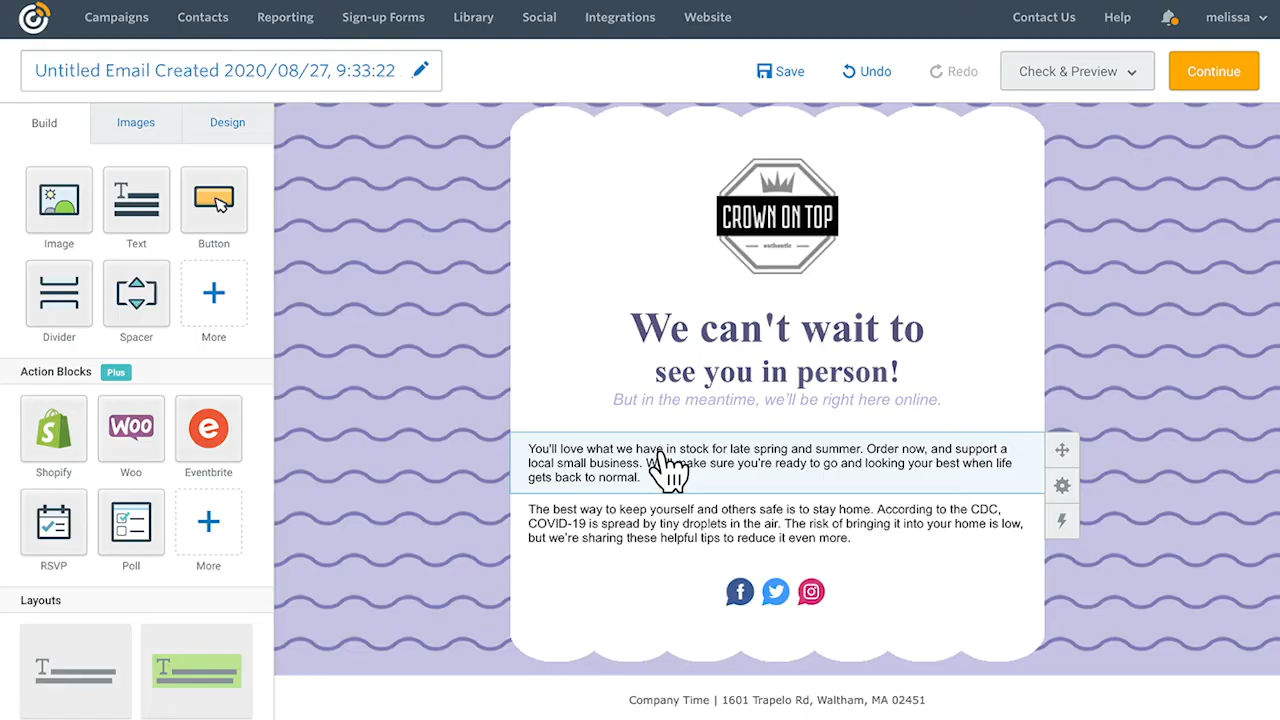 Campaigns Contacts Reporting Sign-up Forms Library Social Integrations Website Contact Us Help melissa
Untitled Email Created 2020/08/27, 9:33:22
Save Undo Redo Check & Preview Continue
Build Images Design
Image Text Button
Divider Spacer More
Action Blocks Plus
WOO
Shopify Woo Eventbrite
RSVP Poll More
Layouts
CROWN ON TOP
authentic
We can't wait to
see you in person!
But in the meantime, we'll be right here online.
You'll love what we have in stock for late spring and summer. Order now, and support a
local small business. make sure you're ready to go and looking your best when life
gets back to normal.
The best way to keep yourself and others safe is to stay home. According to the CDC,
COVID-19 is spread by tiny droplets in the air. The risk of bringing it into your home is low,
but we're sharing these helpful tips to reduce it even more.
Company Time | 1601 Trapelo Rd, Waltham, MA 02451